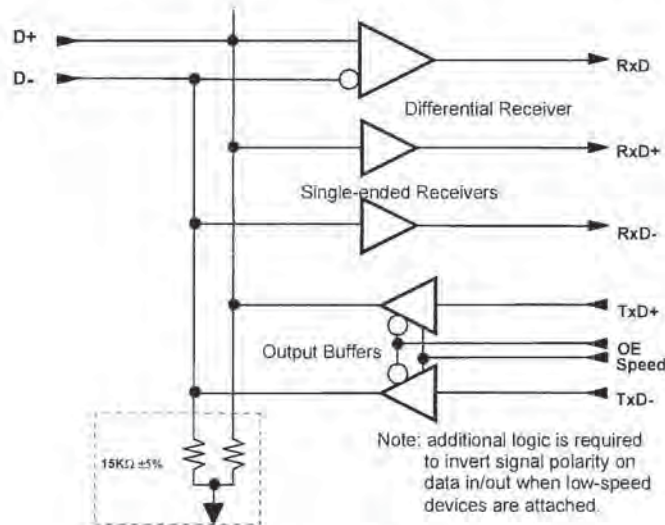 D+
D-
RxD
Differential Receiver
RxD+
Single-ended Receivers
RxD-
TxD+
Output Buffers
OE
Speed
TxD-
15KΩ ±5%
Note: additional logic is required
to invert signal polarity on
data in/out when low-speed
devices are attached.